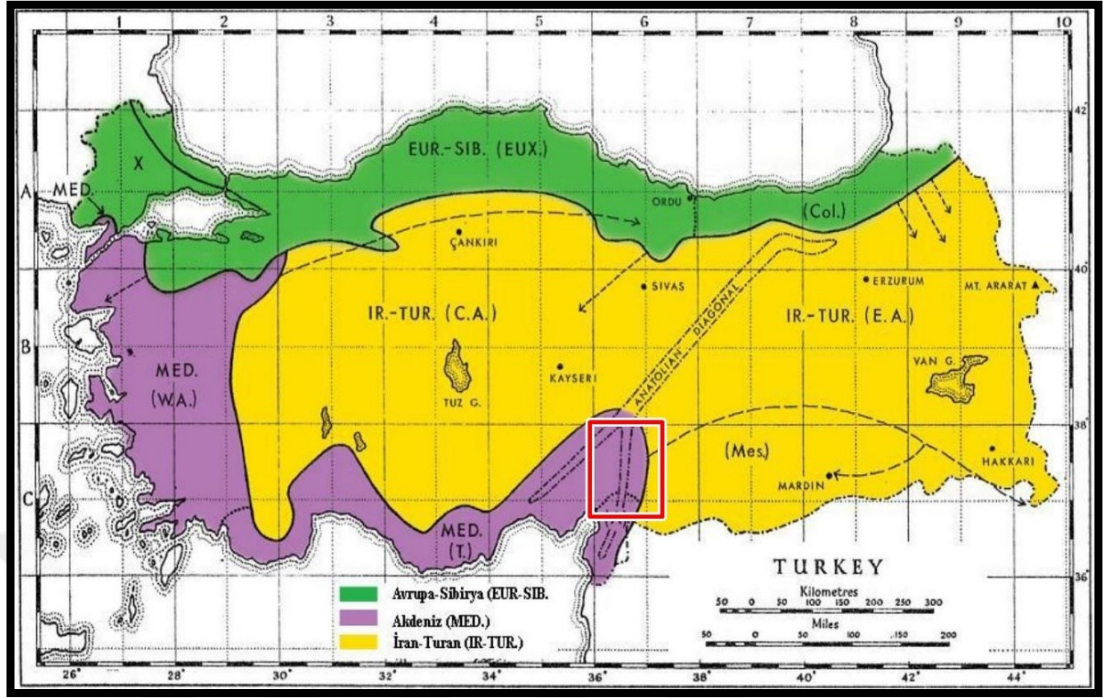 1 2 3 4 5 6 7 8 9 10
42
EUR.-SIB. (EUX.)
X
A
MED.
ORDU
(Col.)
ÇANKIRI
40
SIVAS
ERZURUM
MT. ARARAT
IR.-TUR. (C.A.)
ANATOLIAN DIAGONAL
IR.-TUR. (E.A.)
B
VAN G.
MED.
(W.A.)
KAYSERI
TUZ G.
38
(Mes.)
HAKKARI
MARDIN
C
MED.
(T.)
TURKEY
36
Kilometres
50 0 50 100 150 200 300
Miles
50 0 50 100 150 200
Avrupa-Sibirya (EUR-SIB.
Akdeniz (MED.)
İran-Turan (IR-TUR.)
26° 28° 30° 32° 34° 36° 38° 40° 42° 44°